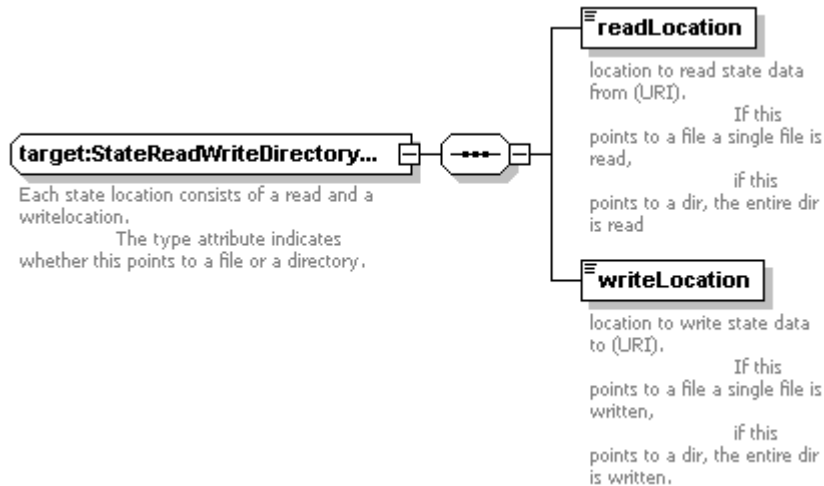 readLocation
location to read state data
from (URI).
If this
points to a file a single file is
read,
if this
points to a dir, the entire dir
is read
target:StateReadWriteDirectory...
Each state location consists of a read and a
writelocation.
The type attribute indicates
whether this points to a file or a directory.
writeLocation
location to write state data
to (URI).
If this
points to a file a single file is
written,
if this
points to a dir, the entire dir
is written.